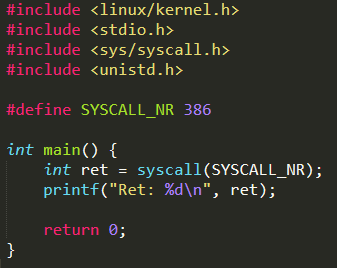 #include <linux/kernel.h>
#include <stdio.h>
#include <sys/syscall.h>
#include <unistd.h>

#define SYSCALL_NR 386

int main() {
    int ret = syscall(SYSCALL_NR);
    printf("Ret: %d\n", ret);

    return 0;
}